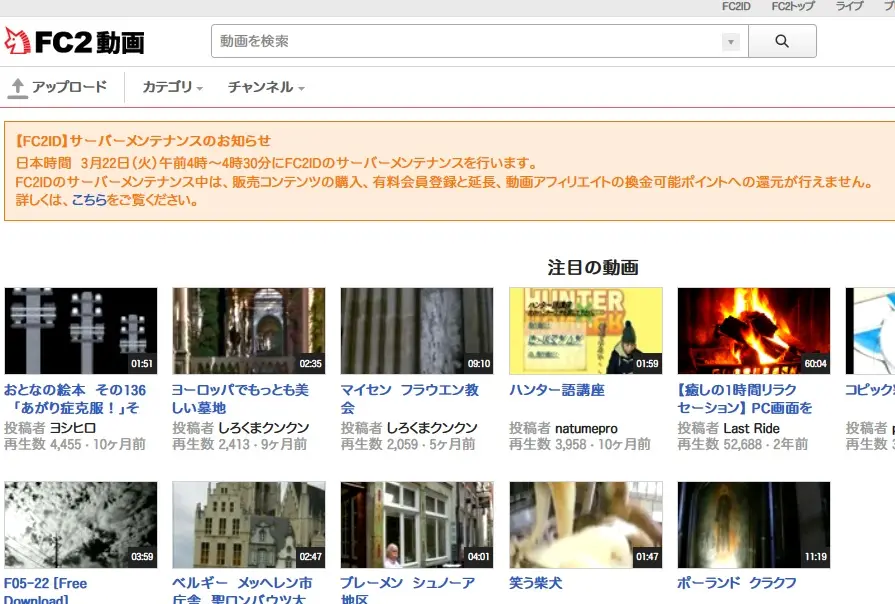 FC2ID FC2トップ ライブ ブ
FC2動画
動画を検索
アップロード カテゴリ チャンネル
【FC2ID】サーバーメンテナンスのお知らせ
日本時間 3月22日(火)午前4時〜4時30分にFC2IDのサーバーメンテナンスを行います。
FC2IDのサーバーメンテナンス中は、販売コンテンツの購入、有料会員登録と延長、動画アフィリエイトの換金可能ポイントへの還元が行えません。
詳しくは、こちらをご覧ください。
注目の動画
01:51
02:35
09:10
HUNTER
ハンター語講座
01:59
60:04
おとなの絵本 その136
「あがり症克服！」そ
投稿者 ヨシヒロ
再生数 4,455・10ヶ月前
ヨーロッパでもっとも美
しい墓地
投稿者 しろくまクンクン
再生数 2,413・9ヶ月前
マイセン フラウエン教
会
投稿者 しろくまクンクン
再生数 2,059・5ヶ月前
ハンター語講座
投稿者 natumepro
再生数 3,958・10ヶ月前
【癒しの1時間リラク
セーション】 PC画面を
投稿者 Last Ride
再生数 52,688・2年前
コピック
投稿者
再生数
03:59
02:47
04:01
01:47
11:19
F05-22 [Free
Download]
ベルギー メッヘレン市
庁舎 聖ロンバウツ大
ブレーメン シュノーア
地区
笑う柴犬
ポーランド クラクフ